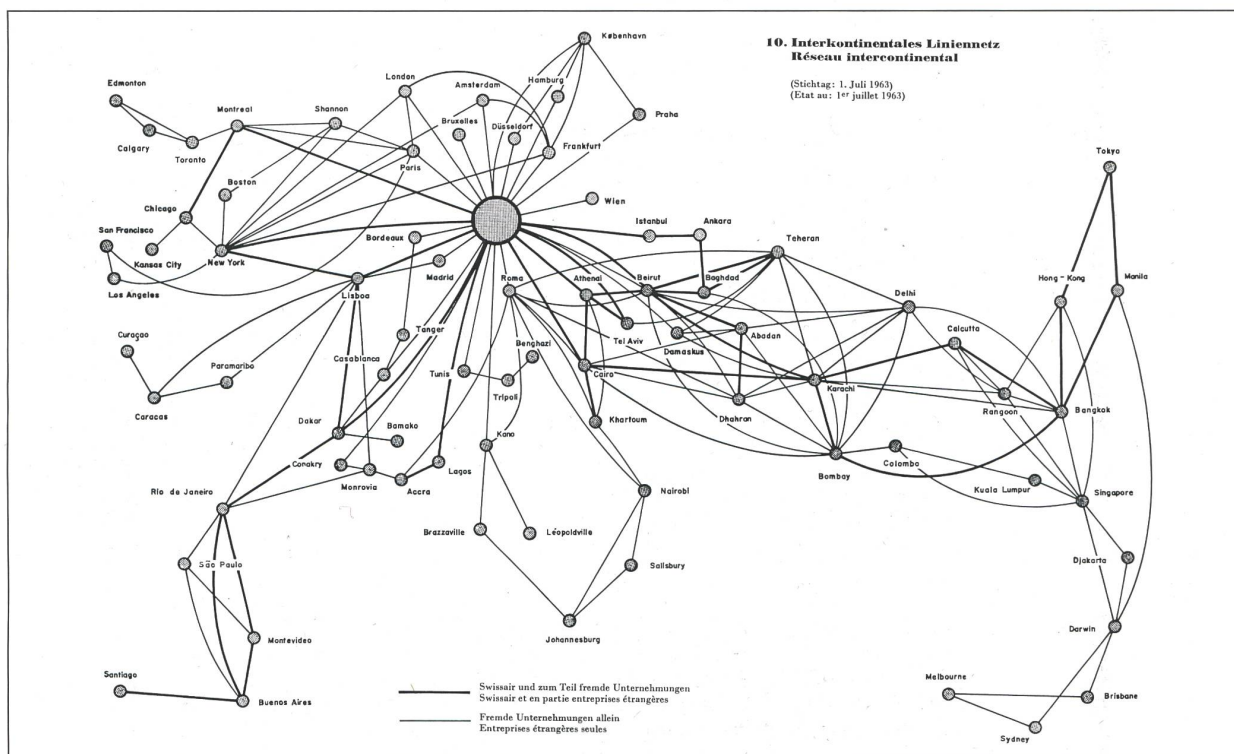 10. Interkontinentales Liniennetz
Réseau intercontinental
(Stichtag: 1. Juli 1963)
(Etat au: 1er juillet 1963)
København
London
Amsterdam
Hamburg
Edmonton
Montreal
Shannon
Bruxelles
Düsseldorf
Praha
Calgary
Toronto
Paris
Frankfurt
Tokyo
Boston
Wien
Chicago
Istanbul
Ankara
San Francisco
Bordeaux
Teheran
Kansas City
New York
Madrid
Roma
Athenai
Beirut
Baghdad
Hong-Kong
Manila
Los Angeles
Lisboa
Delhi
Curaçao
Tanger
Benghazi
Tel Aviv
Abadan
Calcutta
Casablanca
Damaskus
Paramaribo
Tunis
Cairo
Karachi
Caracas
Tripoli
Rangoon
Bangkok
Dakar
Bamako
Kano
Khartoum
Dhahran
Conakry
Lagos
Colombo
Monrovia
Accra
Bombay
Kuala Lumpur
Rio de Janeiro
Nairobi
Singapore
Brazzaville
Léopoldville
São Paulo
Salisbury
Djakarta
Montevideo
Johannesburg
Darwin
Santiago
Buenos Aires
Melbourne
Brisbane
Sydney
Swissair und zum Teil fremde Unternehmungen
Swissair et en partie entreprises étrangères
Fremde Unternehmungen allein
Entreprises étrangères seules